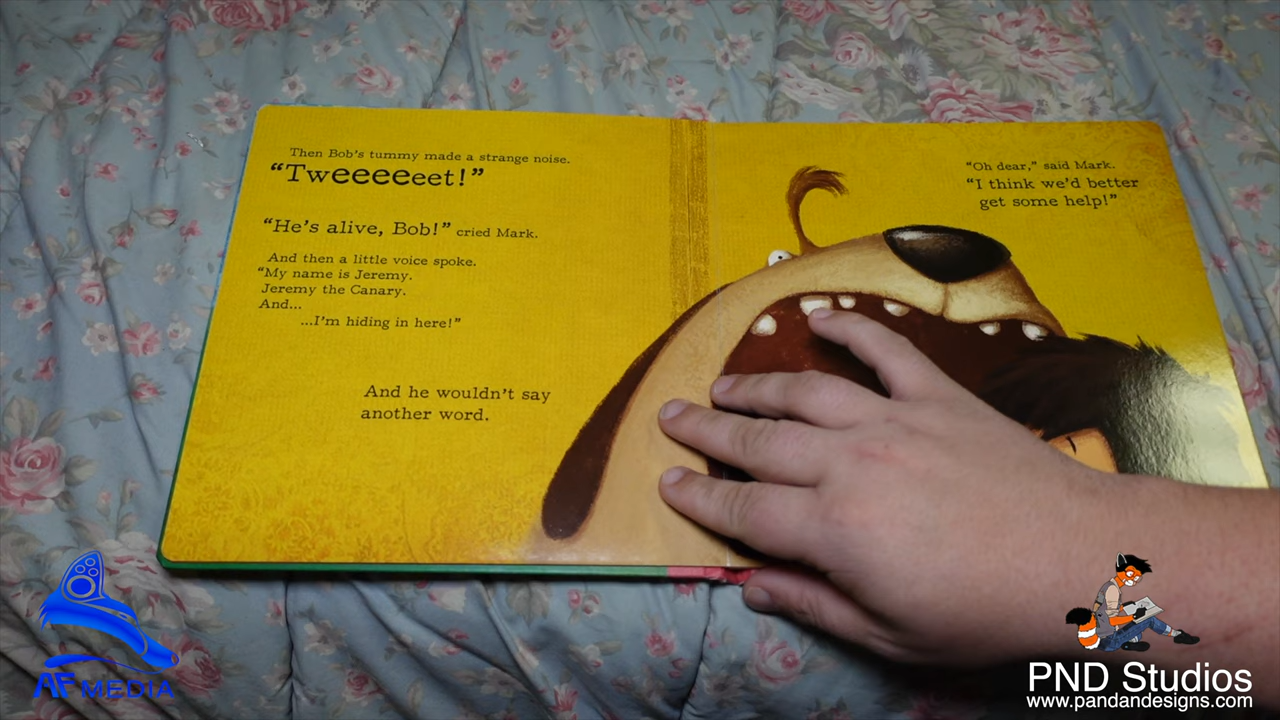 Then Bob's tummy made a strange noise.
"Tweeeeeet!"
"He's alive, Bob!" cried Mark.
And then a little voice spoke.
"My name is Jeremy.
Jeremy the Canary.
And...
...I'm hiding in here!"
And he wouldn't say
another word.
"Oh dear," said Mark.
"I think we'd better
get some help!"
AF MEDIA
PND Studios
www.pandandesigns.com